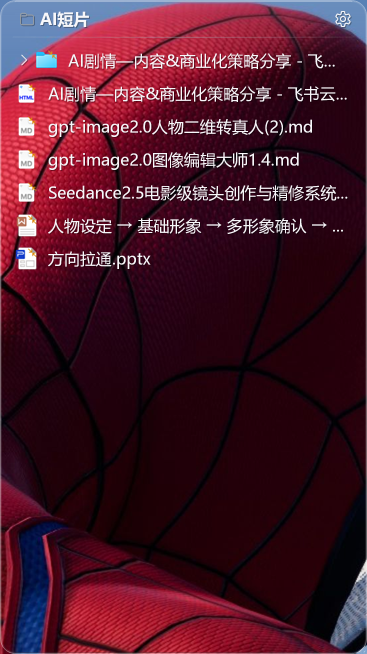 AI短片
AI剧情—内容&商业化策略分享 - 飞...
HTML AI剧情—内容&商业化策略分享 - 飞书云...
MD gpt-image2.0人物二维转真人(2).md
MD gpt-image2.0图像编辑大师1.4.md
MD Seedance2.5电影级镜头创作与精修系统...
人物设定 → 基础形象 → 多形象确认 → ...
P 方向拉通.pptx